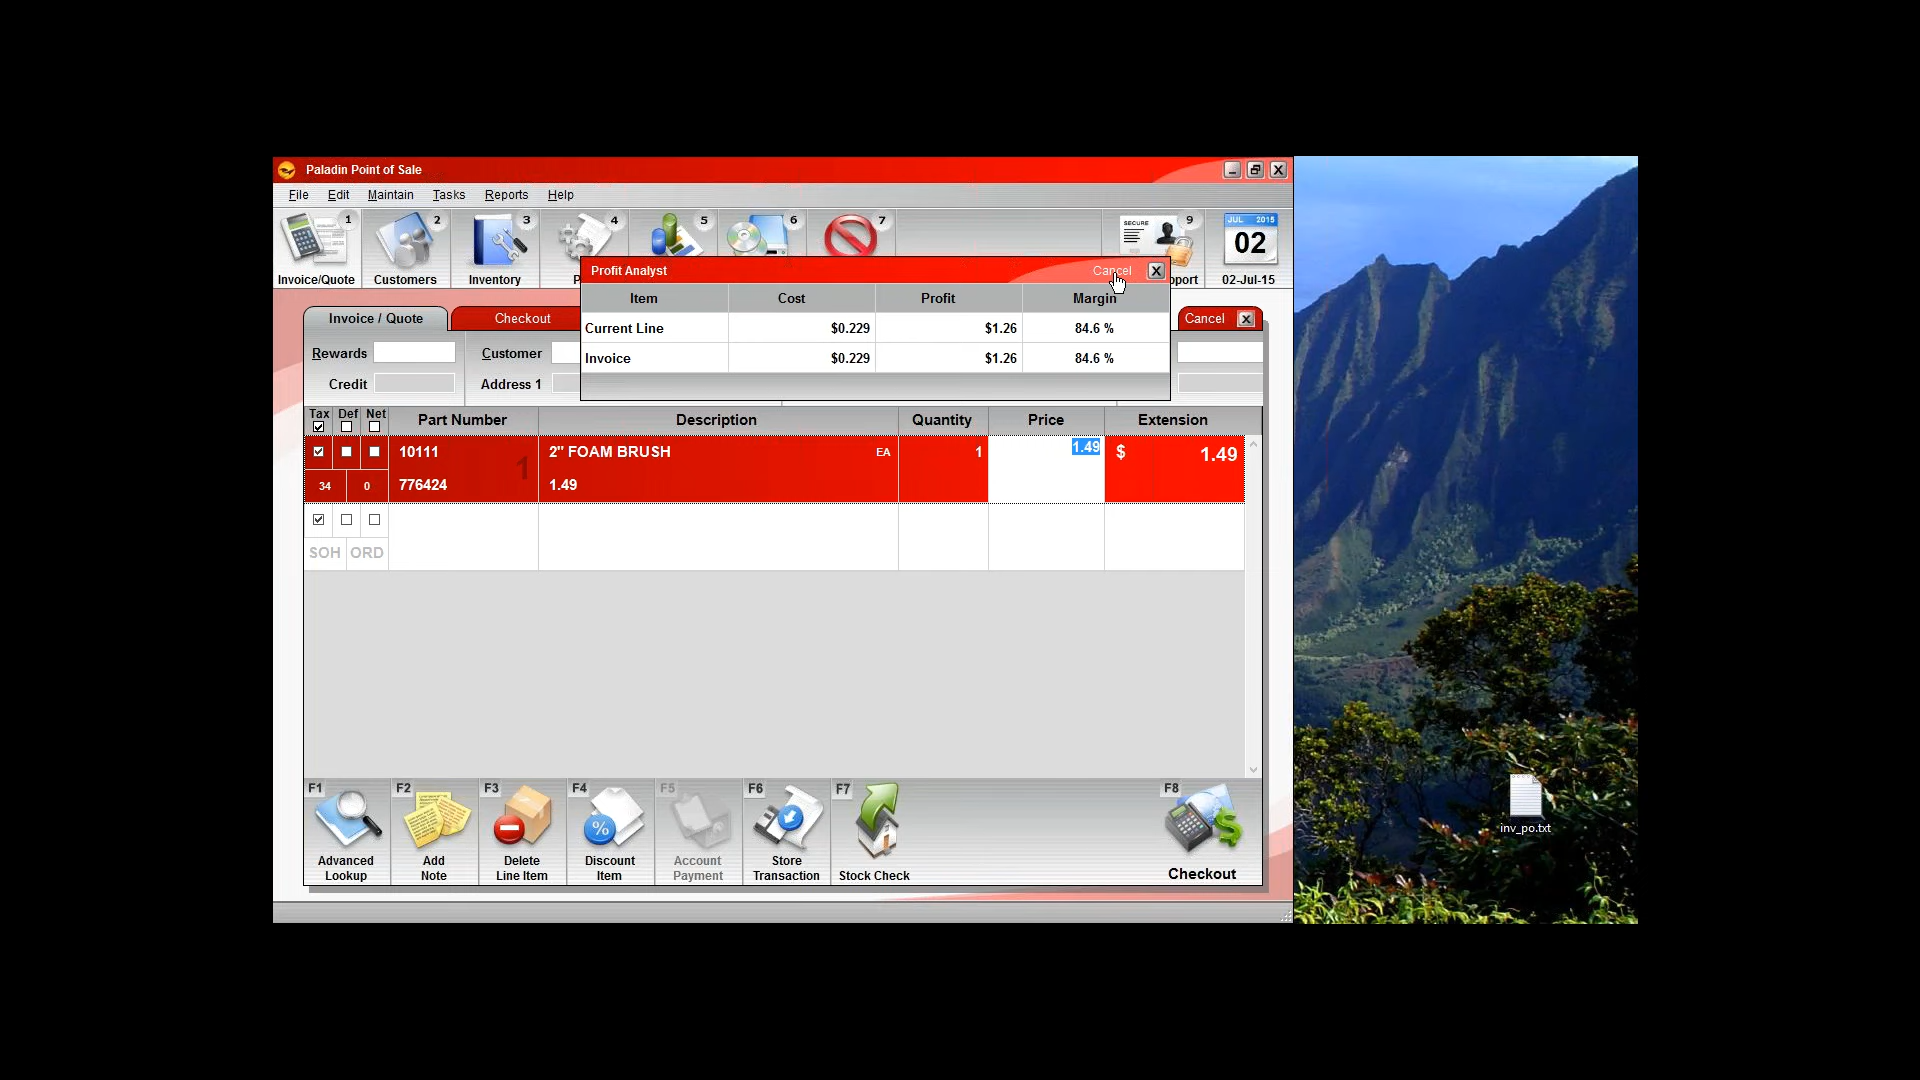 Paladin Point of Sale
File Edit Maintain Tasks Reports Help
1 2 3 4 5 6 7 SECURE 9 JUL 2015
02
Invoice/Quote Customers Inventory 02-Jul-15
Profit Analyst Cancel
Item Cost Profit Margin
Current Line $0.229 $1.26 84.6 %
Invoice $0.229 $1.26 84.6 %
Invoice / Quote Checkout Cancel
Rewards Customer
Credit Address 1
Tax Def Net Part Number Description Quantity Price Extension
10111 2" FOAM BRUSH EA 1 1.49 $ 1.49
1
34 0 776424 1.49
SOH ORD
F1 F2 F3 F4 F5 F6 F7 F8
Advanced Lookup
Add Note
Delete Line Item
Discount Item
Account Payment
Store Transaction
Stock Check
Checkout
inv_po.txt